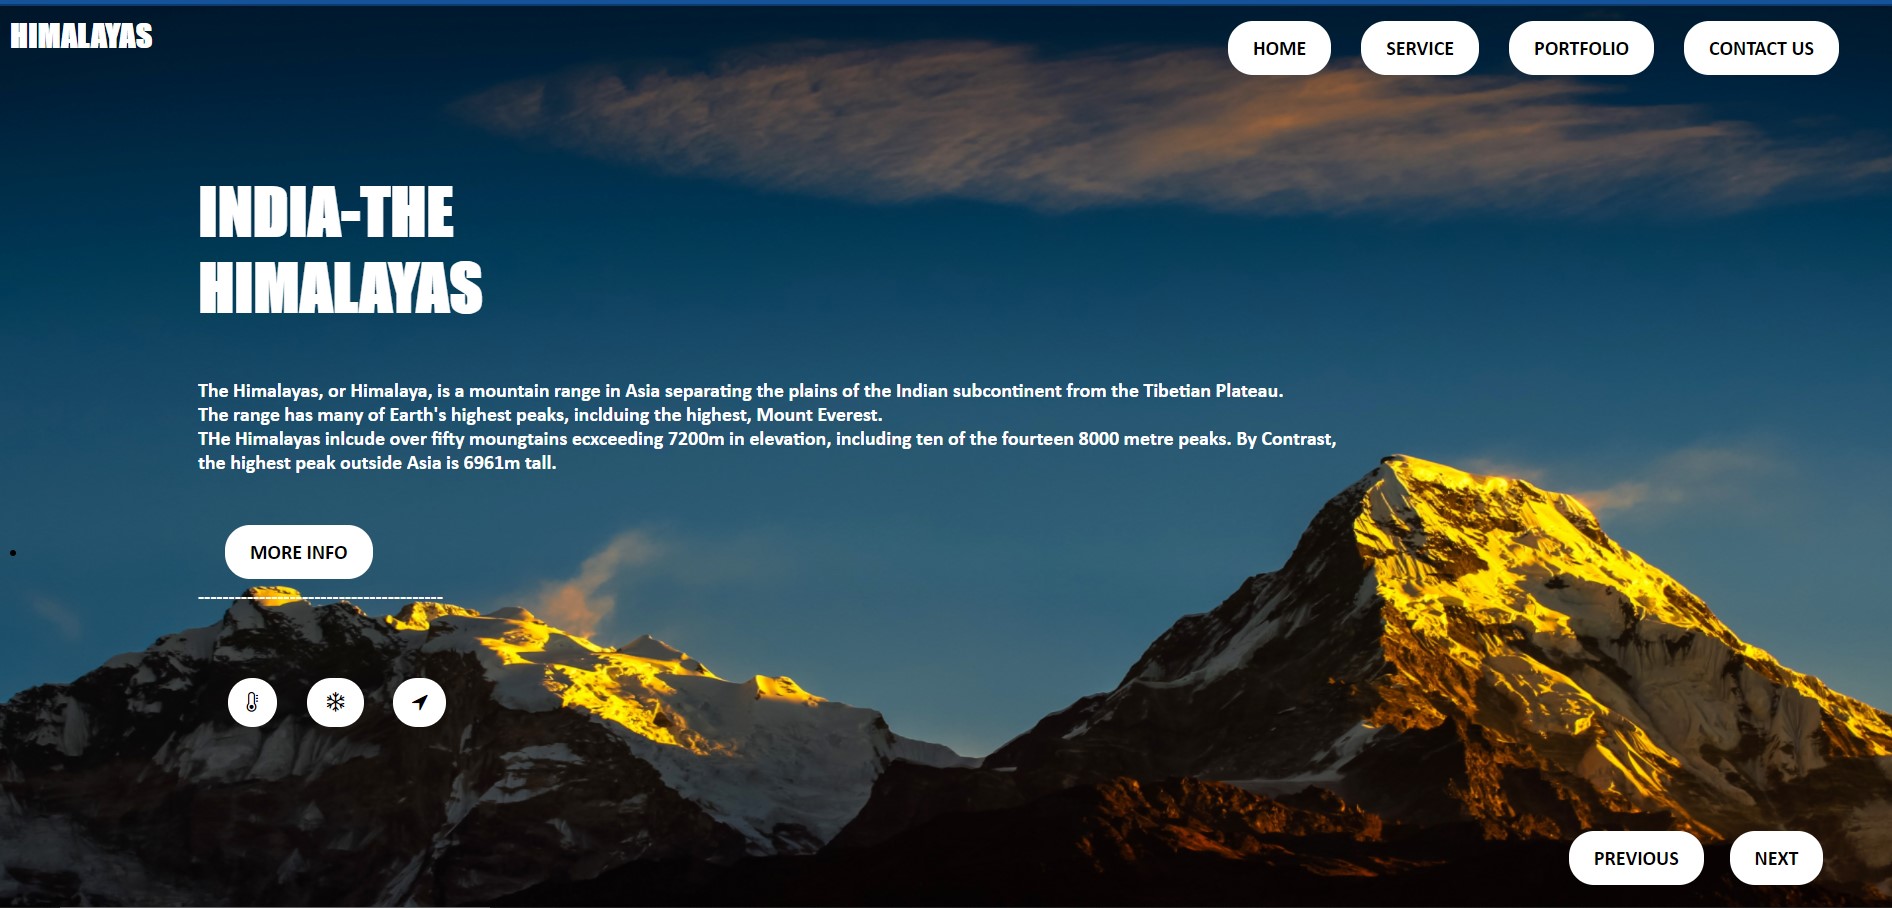 HIMALAYAS
HOME
SERVICE
PORTFOLIO
CONTACT US
INDIA-THE
HIMALAYAS
The Himalayas, or Himalaya, is a mountain range in Asia separating the plains of the Indian subcontinent from the Tibetian Plateau.
The range has many of Earth's highest peaks, inclduing the highest, Mount Everest.
THe Himalayas inlcude over fifty moungtains ecxceeding 7200m in elevation, including ten of the fourteen 8000 metre peaks. By Contrast,
the highest peak outside Asia is 6961m tall.
MORE INFO
-----------------------------------------
PREVIOUS
NEXT